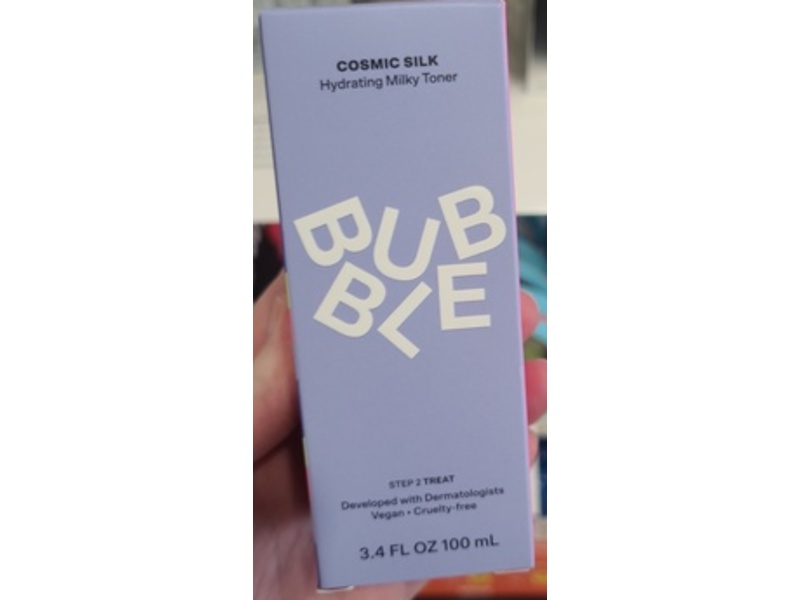 COSMIC SILK
Hydrating Milky Toner
BUB
BLE
STEP 2 TREAT
Developed with Dermatologists
Vegan • Cruelty-free
3.4 FL OZ 100 mL